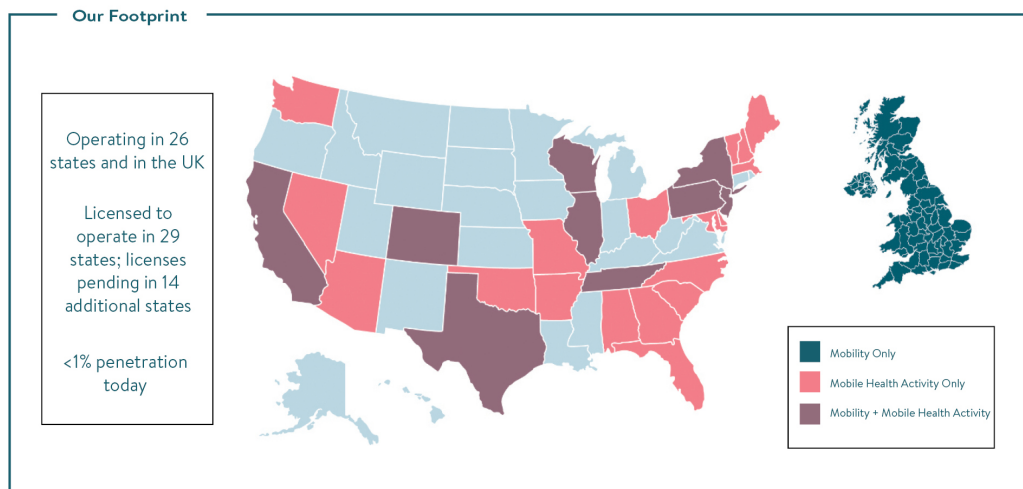 Our Footprint
Operating in 26
states and in the UK
Licensed to
operate in 29
states; licenses
pending in 14
additional states
<1% penetration
today
Mobility Only
Mobile Health Activity Only
Mobility + Mobile Health Activity